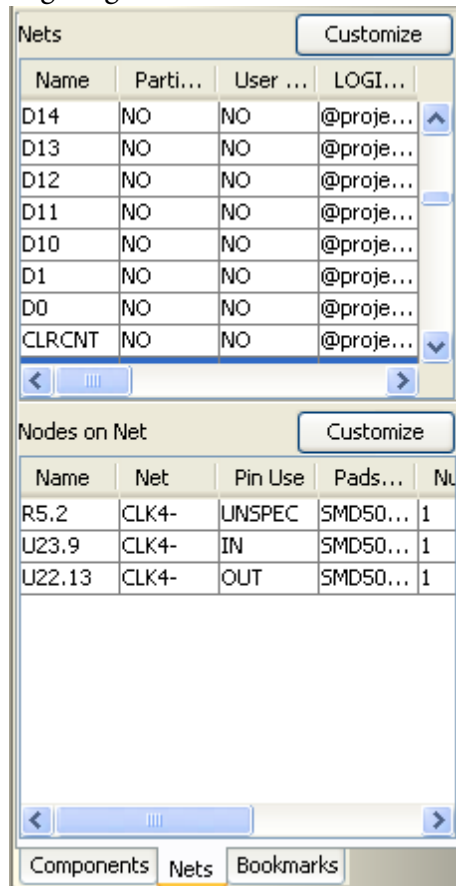 Nets Customize
Name Parti... User ... LOGI...
D14 NO NO @proje...
D13 NO NO @proje...
D12 NO NO @proje...
D11 NO NO @proje...
D10 NO NO @proje...
D1 NO NO @proje...
D0 NO NO @proje...
CLRCNT NO NO @proje...
Nodes on Net Customize
Name Net Pin Use Pads... Nu
R5.2 CLK4- UNSPEC SMD50... 1
U23.9 CLK4- IN SMD50... 1
U22.13 CLK4- OUT SMD50... 1
Components Nets Bookmarks